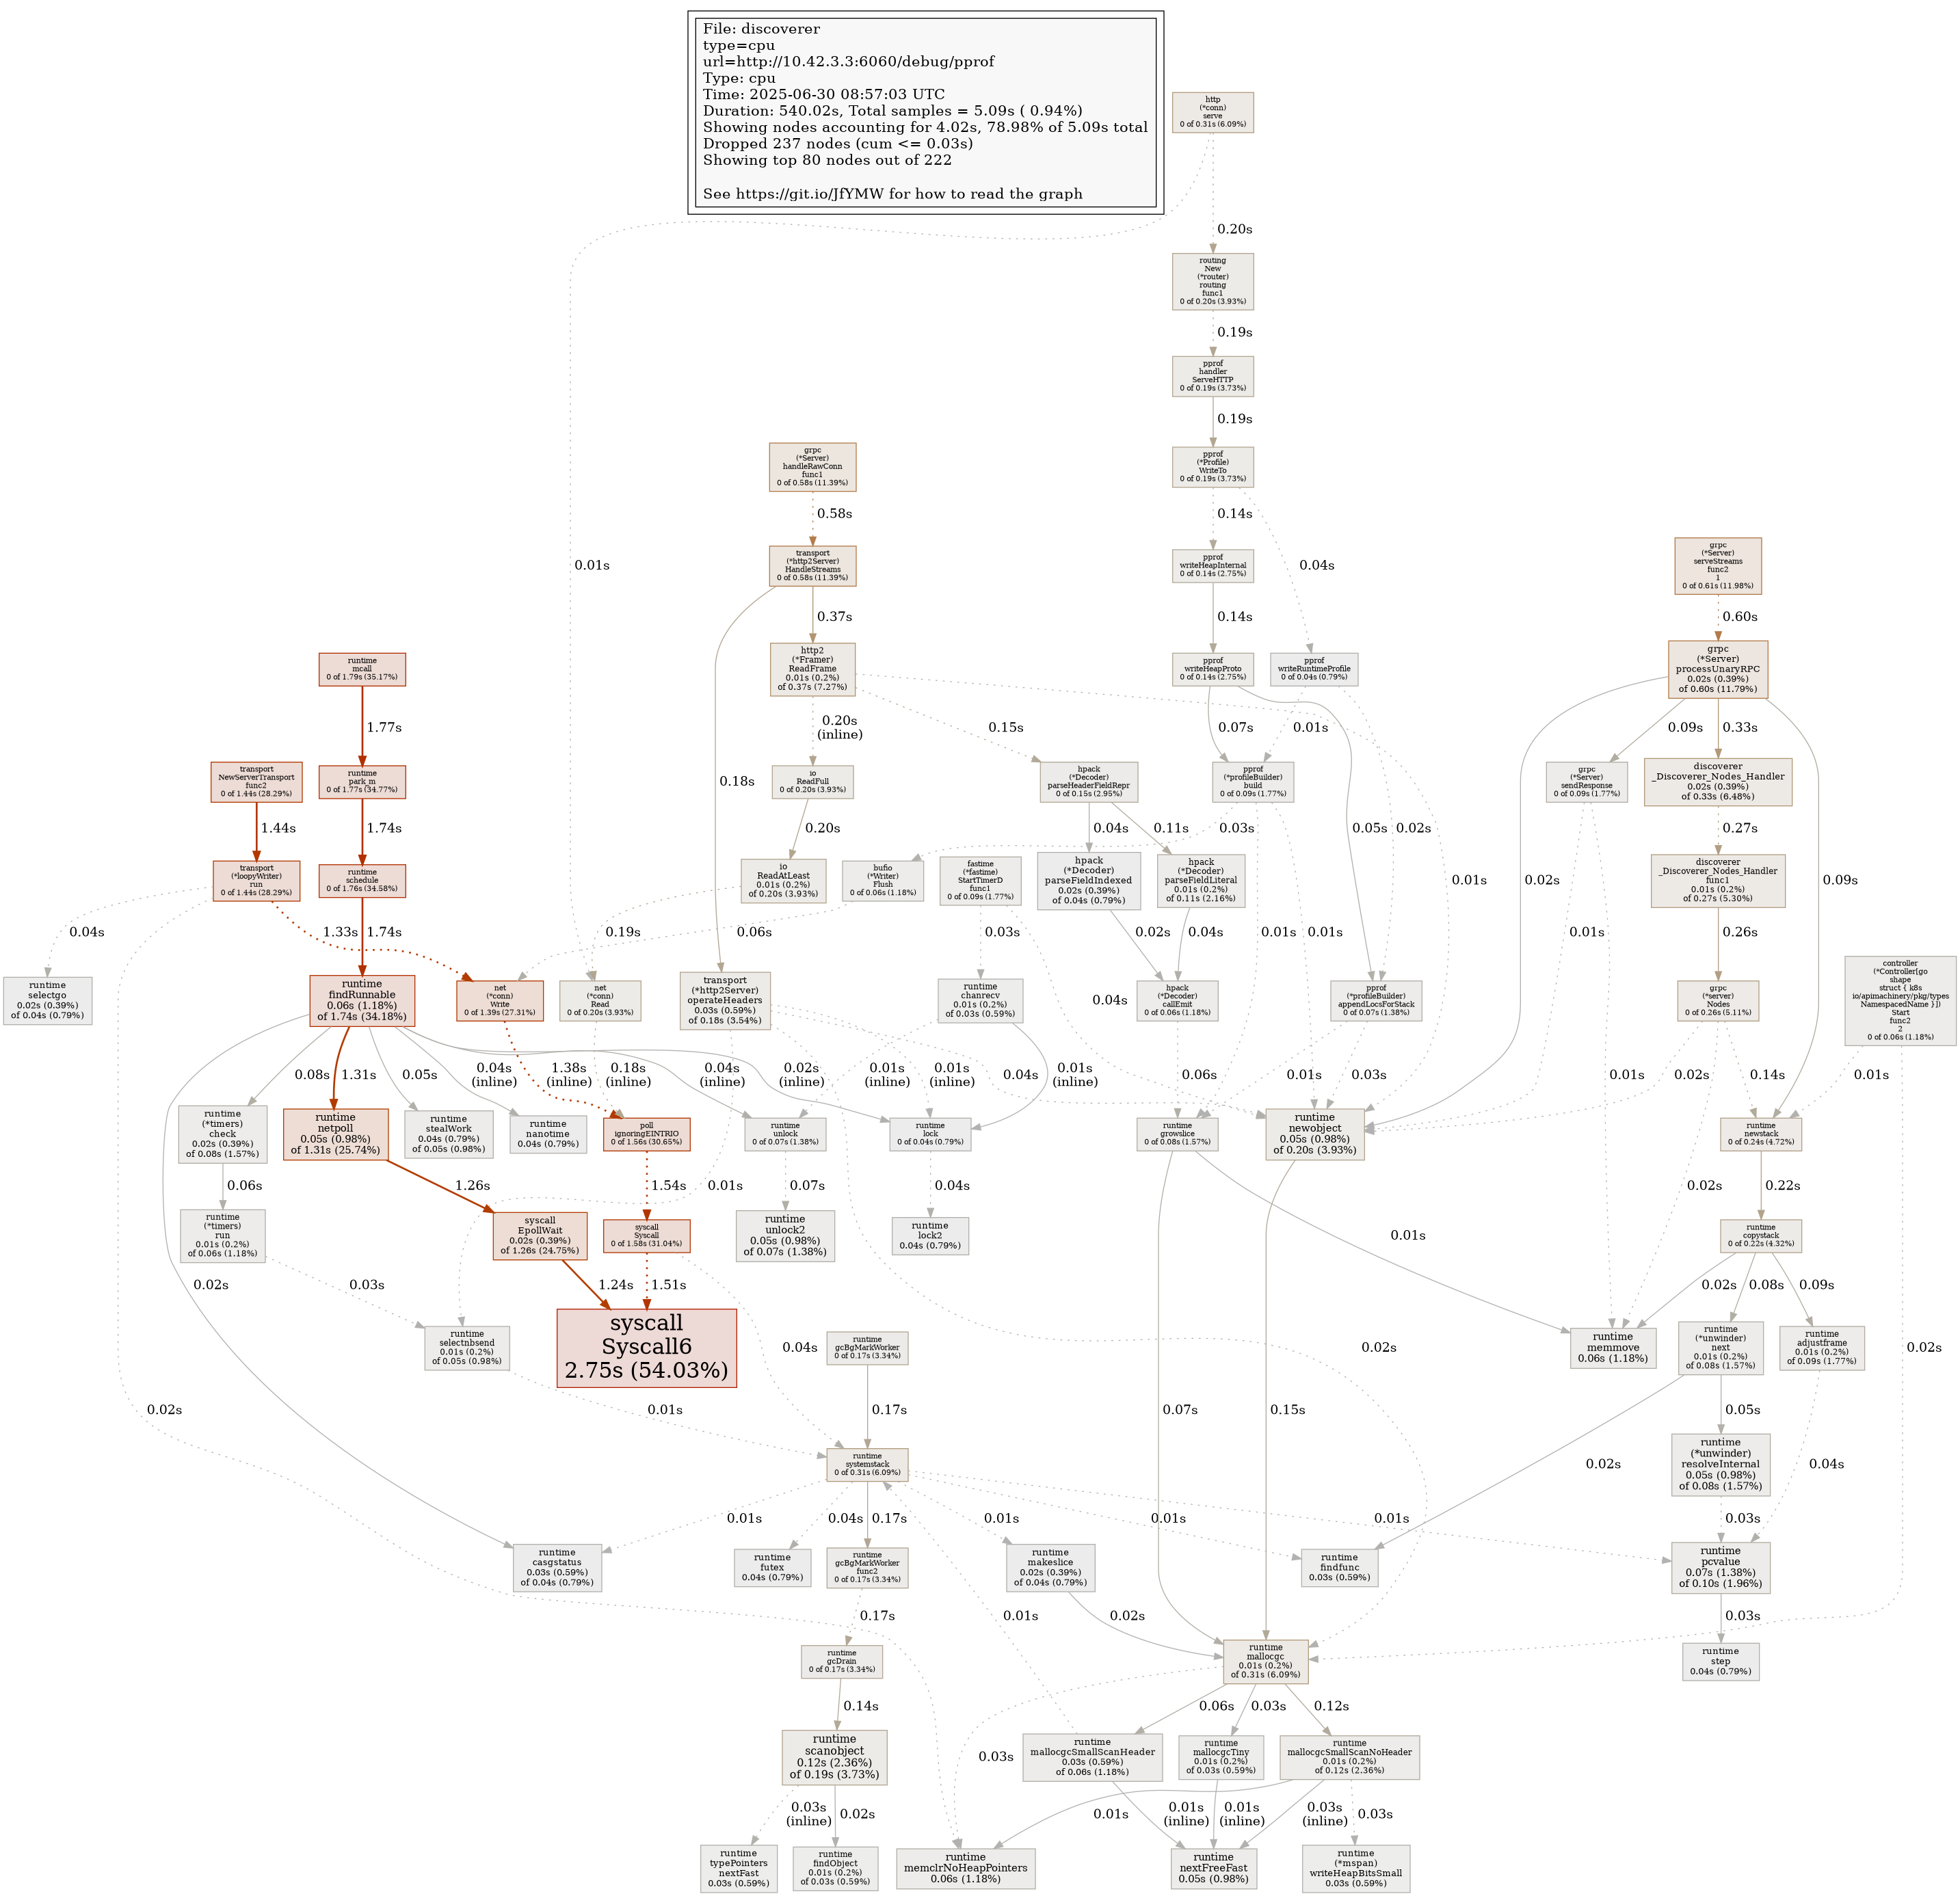 File: discoverer
type=cpu
url=http://10.42.3.3:6060/debug/pprof
Type: cpu
Time: 2025-06-30 08:57:03 UTC
Duration: 540.02s, Total samples = 5.09s ( 0.94%)
Showing nodes accounting for 4.02s, 78.98% of 5.09s total
Dropped 237 nodes (cum <= 0.03s)
Showing top 80 nodes out of 222
See https://git.io/JfYMW for how to read the graph
http
(*conn)
serve
0 of 0.31s (6.09%)
0.01s
0.20s
routing
New
(*router)
routing
func1
0 of 0.20s (3.93%)
0.19s
pprof
handler
ServeHTTP
0 of 0.19s (3.73%)
0.19s
pprof
(*Profile)
WriteTo
0 of 0.19s (3.73%)
0.14s
0.04s
grpc
(*Server)
handleRawConn
func1
0 of 0.58s (11.39%)
0.58s
transport
(*http2Server)
HandleStreams
0 of 0.58s (11.39%)
0.18s
0.37s
pprof
writeHeapInternal
0 of 0.14s (2.75%)
0.14s
grpc
(*Server)
serveStreams
func2
1
0 of 0.61s (11.98%)
0.60s
runtime
mcall
0 of 1.79s (35.17%)
1.77s
http2
(*Framer)
ReadFrame
0.01s (0.2%)
of 0.37s (7.27%)
0.20s
(inline)
0.15s
0.01s
pprof
writeHeapProto
0 of 0.14s (2.75%)
0.07s
0.05s
pprof
writeRuntimeProfile
0 of 0.04s (0.79%)
0.01s
0.02s
grpc
(*Server)
processUnaryRPC
0.02s (0.39%)
of 0.60s (11.79%)
0.02s
0.09s
0.33s
0.09s
transport
NewServerTransport
func2
0 of 1.44s (28.29%)
1.44s
runtime
park_m
0 of 1.77s (34.77%)
1.74s
io
ReadFull
0 of 0.20s (3.93%)
0.20s
hpack
(*Decoder)
parseHeaderFieldRepr
0 of 0.15s (2.95%)
0.04s
0.11s
pprof
(*profileBuilder)
build
0 of 0.09s (1.77%)
0.03s
0.01s
0.01s
grpc
(*Server)
sendResponse
0 of 0.09s (1.77%)
0.01s
0.01s
discoverer
_Discoverer_Nodes_Handler
0.02s (0.39%)
of 0.33s (6.48%)
0.27s
transport
(*loopyWriter)
run
0 of 1.44s (28.29%)
0.04s
0.02s
1.33s
runtime
schedule
0 of 1.76s (34.58%)
1.74s
io
ReadAtLeast
0.01s (0.2%)
of 0.20s (3.93%)
0.19s
bufio
(*Writer)
Flush
0 of 0.06s (1.18%)
0.06s
fastime
(*fastime)
StartTimerD
func1
0 of 0.09s (1.77%)
0.03s
0.04s
hpack
(*Decoder)
parseFieldIndexed
0.02s (0.39%)
of 0.04s (0.79%)
0.02s
hpack
(*Decoder)
parseFieldLiteral
0.01s (0.2%)
of 0.11s (2.16%)
0.04s
discoverer
_Discoverer_Nodes_Handler
func1
0.01s (0.2%)
of 0.27s (5.30%)
0.26s
runtime
selectgo
0.02s (0.39%)
of 0.04s (0.79%)
runtime
findRunnable
0.06s (1.18%)
of 1.74s (34.18%)
0.02s
0.08s
1.31s
0.05s
0.04s
(inline)
0.04s
(inline)
0.02s
(inline)
net
(*conn)
Write
0 of 1.39s (27.31%)
1.38s
(inline)
net
(*conn)
Read
0 of 0.20s (3.93%)
0.18s
(inline)
transport
(*http2Server)
operateHeaders
0.03s (0.59%)
of 0.18s (3.54%)
0.01s
0.02s
0.01s
(inline)
0.04s
runtime
chanrecv
0.01s (0.2%)
of 0.03s (0.59%)
0.01s
(inline)
0.01s
(inline)
hpack
(*Decoder)
callEmit
0 of 0.06s (1.18%)
0.06s
pprof
(*profileBuilder)
appendLocsForStack
0 of 0.07s (1.38%)
0.01s
0.03s
grpc
(*server)
Nodes
0 of 0.26s (5.11%)
0.02s
0.02s
0.14s
controller
(*Controller[go
shape
struct { k8s
io/apimachinery/pkg/types
NamespacedName }])
Start
func2
2
0 of 0.06s (1.18%)
0.01s
0.02s
runtime
(*timers)
check
0.02s (0.39%)
of 0.08s (1.57%)
0.06s
runtime
netpoll
0.05s (0.98%)
of 1.31s (25.74%)
1.26s
runtime
stealWork
0.04s (0.79%)
of 0.05s (0.98%)
runtime
nanotime
0.04s (0.79%)
poll
ignoringEINTRIO
0 of 1.56s (30.65%)
1.54s
runtime
unlock
0 of 0.07s (1.38%)
0.07s
runtime
lock
0 of 0.04s (0.79%)
0.04s
runtime
growslice
0 of 0.08s (1.57%)
0.07s
0.01s
runtime
newobject
0.05s (0.98%)
of 0.20s (3.93%)
0.15s
runtime
newstack
0 of 0.24s (4.72%)
0.22s
runtime
(*timers)
run
0.01s (0.2%)
of 0.06s (1.18%)
0.03s
syscall
EpollWait
0.02s (0.39%)
of 1.26s (24.75%)
1.24s
syscall
Syscall
0 of 1.58s (31.04%)
1.51s
0.04s
runtime
unlock2
0.05s (0.98%)
of 0.07s (1.38%)
runtime
lock2
0.04s (0.79%)
runtime
copystack
0 of 0.22s (4.32%)
0.02s
0.08s
0.09s
runtime
selectnbsend
0.01s (0.2%)
of 0.05s (0.98%)
0.01s
syscall
Syscall6
2.75s (54.03%)
runtime
gcBgMarkWorker
0 of 0.17s (3.34%)
0.17s
runtime
memmove
0.06s (1.18%)
runtime
(*unwinder)
next
0.01s (0.2%)
of 0.08s (1.57%)
0.02s
0.05s
runtime
adjustframe
0.01s (0.2%)
of 0.09s (1.77%)
0.04s
runtime
systemstack
0 of 0.31s (6.09%)
0.01s
0.04s
0.17s
0.01s
0.01s
0.01s
runtime
(*unwinder)
resolveInternal
0.05s (0.98%)
of 0.08s (1.57%)
0.03s
runtime
casgstatus
0.03s (0.59%)
of 0.04s (0.79%)
runtime
futex
0.04s (0.79%)
runtime
gcBgMarkWorker
func2
0 of 0.17s (3.34%)
0.17s
runtime
makeslice
0.02s (0.39%)
of 0.04s (0.79%)
0.02s
0.01s
runtime
findfunc
0.03s (0.59%)
runtime
pcvalue
0.07s (1.38%)
of 0.10s (1.96%)
0.03s
runtime
gcDrain
0 of 0.17s (3.34%)
0.14s
runtime
mallocgc
0.01s (0.2%)
of 0.31s (6.09%)
0.03s
0.06s
0.03s
0.12s
runtime
step
0.04s (0.79%)
runtime
scanobject
0.12s (2.36%)
of 0.19s (3.73%)
0.03s
(inline)
0.02s
runtime
mallocgcSmallScanHeader
0.03s (0.59%)
of 0.06s (1.18%)
0.01s
(inline)
runtime
mallocgcTiny
0.01s (0.2%)
of 0.03s (0.59%)
0.01s
(inline)
runtime
mallocgcSmallScanNoHeader
0.01s (0.2%)
of 0.12s (2.36%)
0.01s
0.03s
(inline)
0.03s
runtime
typePointers
nextFast
0.03s (0.59%)
runtime
findObject
0.01s (0.2%)
of 0.03s (0.59%)
runtime
memclrNoHeapPointers
0.06s (1.18%)
runtime
nextFreeFast
0.05s (0.98%)
runtime
(*mspan)
writeHeapBitsSmall
0.03s (0.59%)